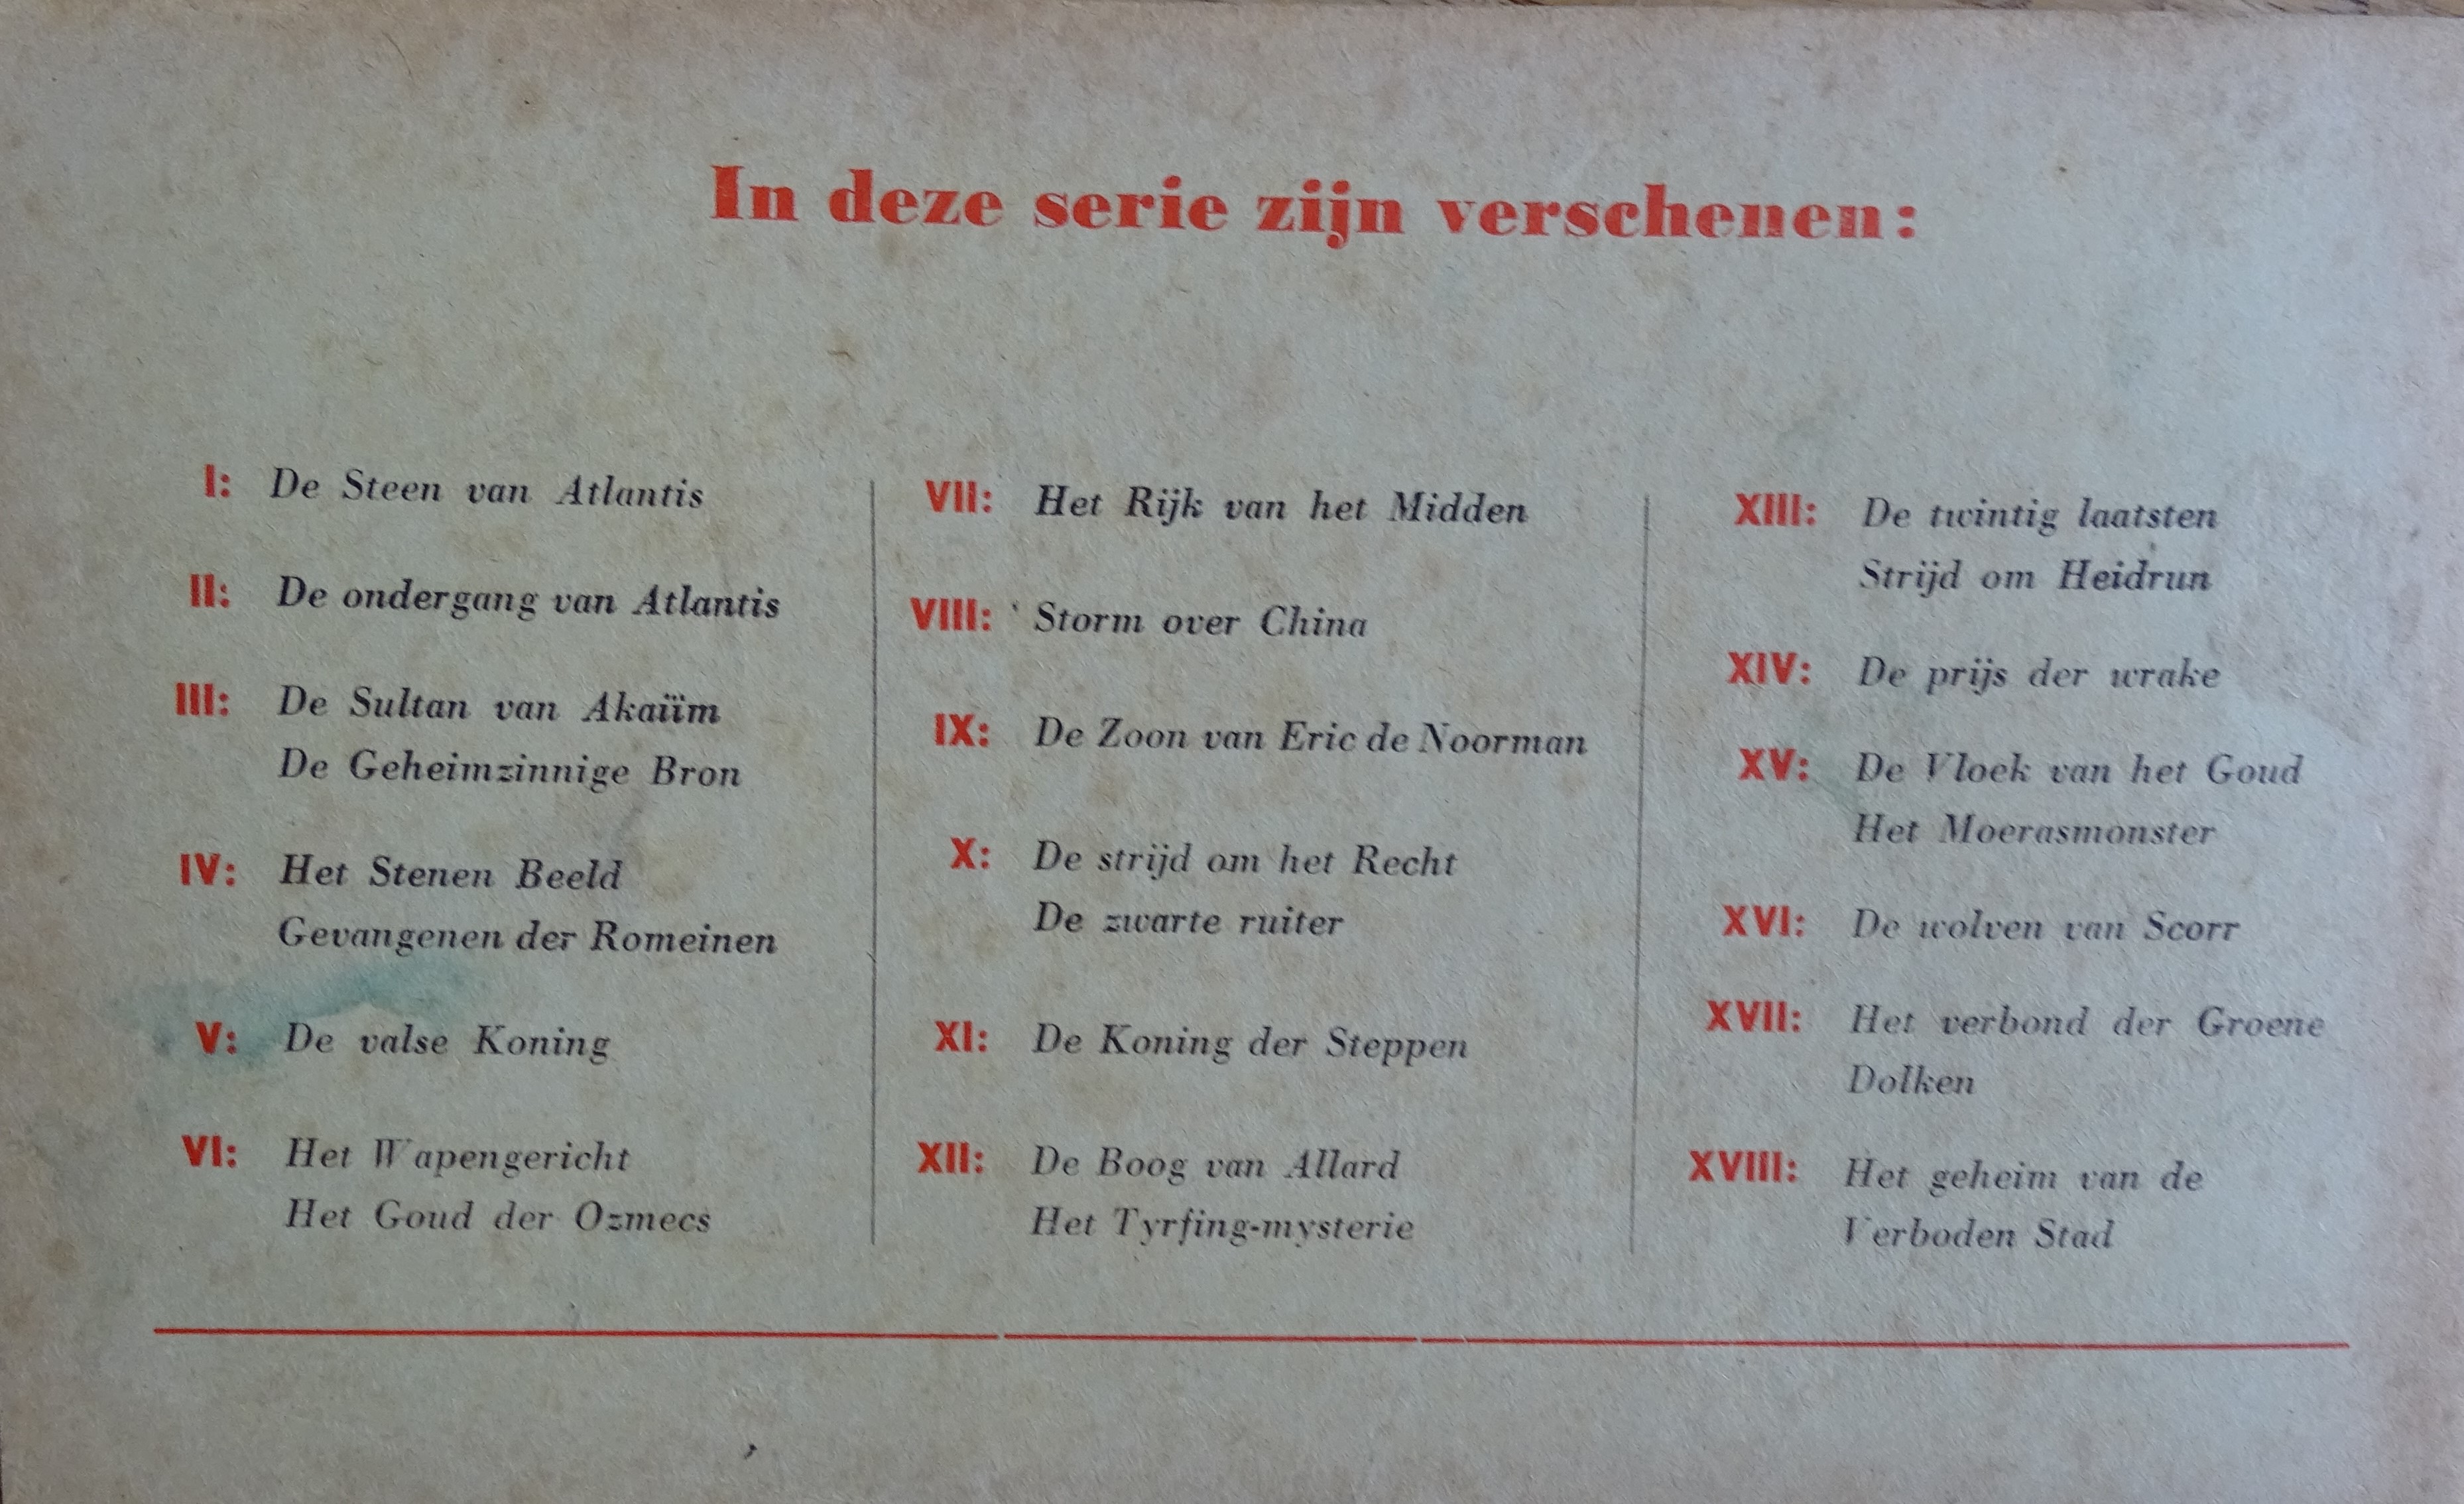 In deze serie zijn verschenen:
I: De Steen van Atlantis
II: De ondergang van Atlantis
III: De Sultan van Akaïïm
De Geheimzinnige Bron
IV: Het Stenen Beeld
Gevangenen der Romeinen
V: De valse Koning
VI: Het Wapengericht
Het Goud der Ozmecs
VII: Het Rijk van het Midden
VIII: Storm over China
IX: De Zoon van Eric de Noorman
X: De strijd om het Recht
De zwarte ruiter
XI: De Koning der Steppen
XII: De Boog van Allard
Het Tyrfing-mysterie
XIII: De twintig laatsten
Strijd om Heidrun
XIV: De prijs der wrake
XV: De Vloek van het Goud
Het Moerasmonster
XVI: De wolven van Scorr
XVII: Het verbond der Groene
Dolken
XVIII: Het geheim van de
Verboden Stad